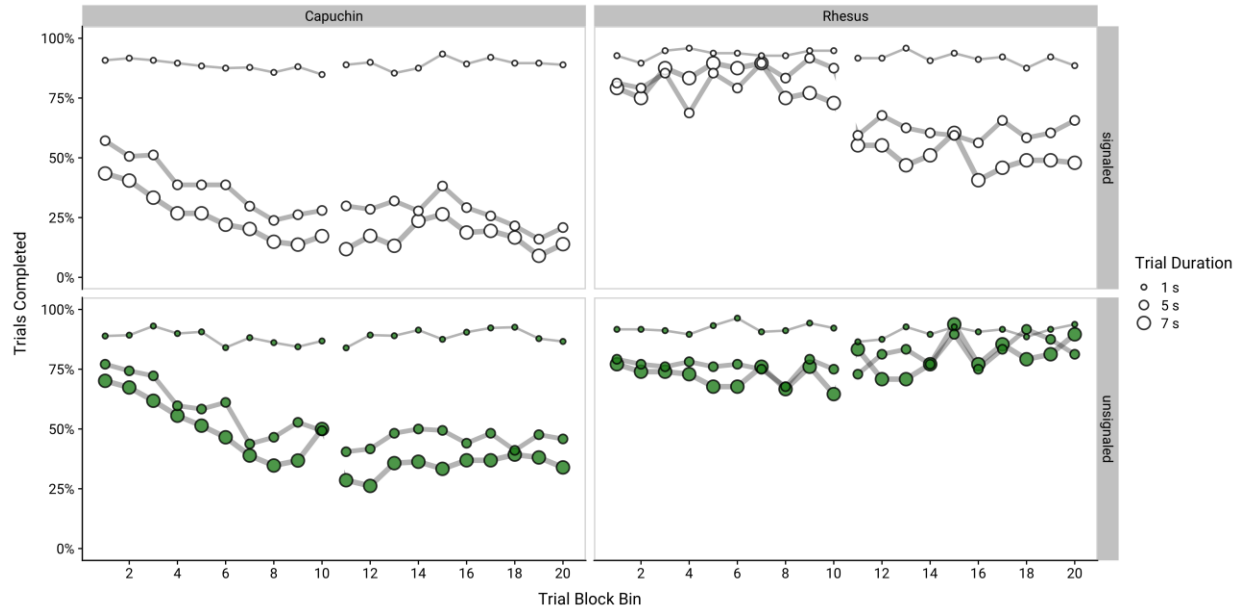 Capuchin
Rhesus
Trials Completed
100%
75%
50%
25%
0%
signaled
100%
75%
50%
25%
0%
unsignaled
2 4 6 8 10 12 14 16 18 20
2 4 6 8 10 12 14 16 18 20
Trial Block Bin
Trial Duration
1 s
5 s
7 s